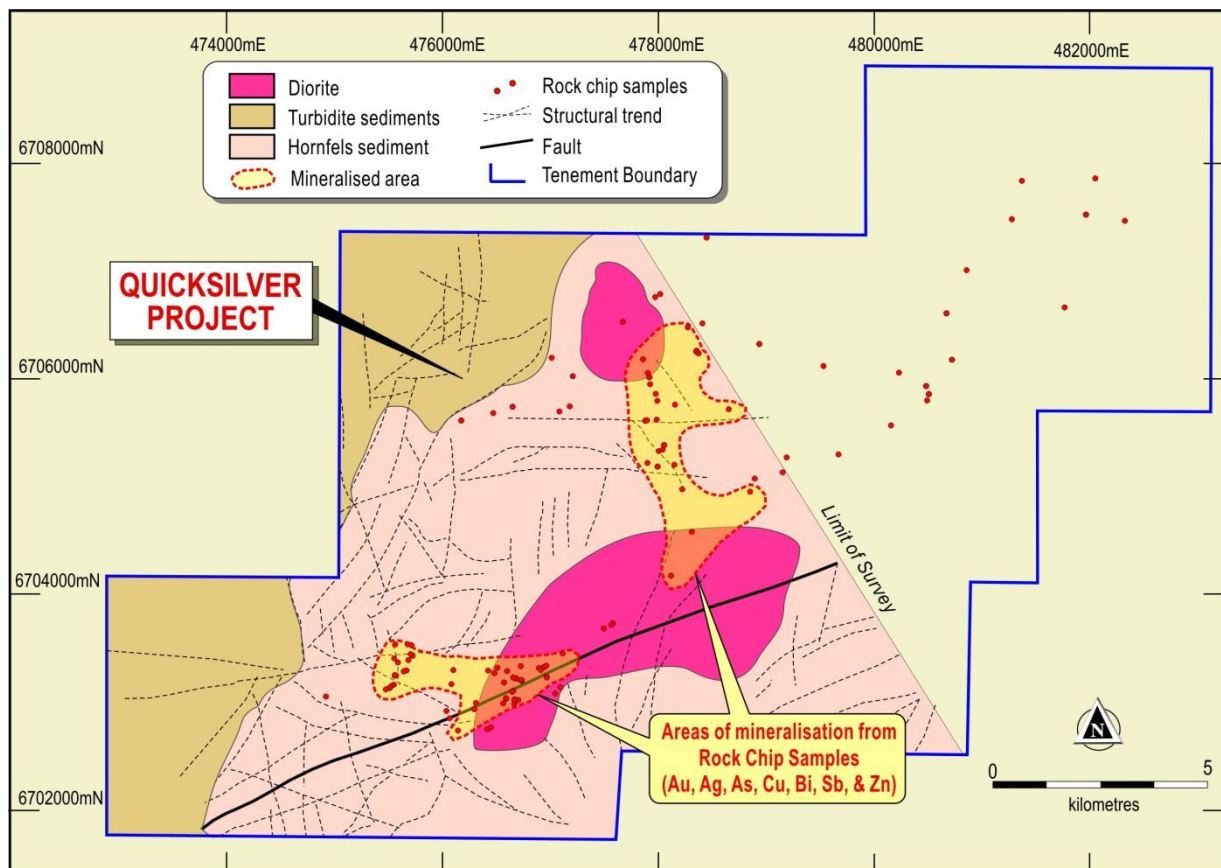 474000mE
476000mE
478000mE
480000mE
482000mE
Diorite
Turbidite sediments
Hornfels sediment
Mineralised area
Rock chip samples
Structural trend
Fault
Tenement Boundary
6708000mN
QUICKSILVER
PROJECT
6706000mN
Limit of Survey
6704000mN
Areas of mineralisation from
Rock Chip Samples
(Au, Ag, As, Cu, Bi, Sb, & Zn)
N
0
5
kilometres
6702000mN